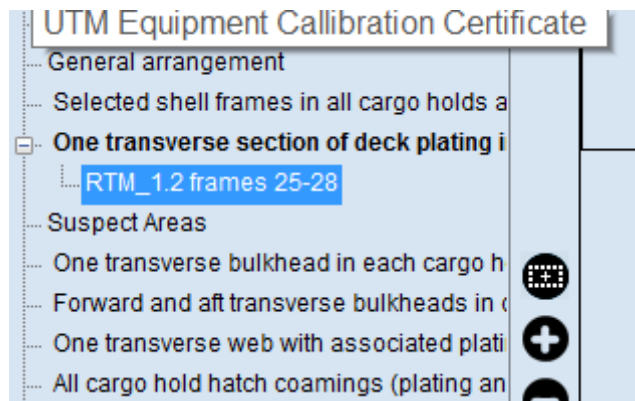 UTM Equipment Callibration Certificate
General arrangement
Selected shell frames in all cargo holds a
One transverse section of deck plating i
RTM_1.2 frames 25-28
Suspect Areas
One transverse bulkhead in each cargo h
Forward and aft transverse bulkheads in
One transverse web with associated plati
All cargo hold hatch coamings (plating an